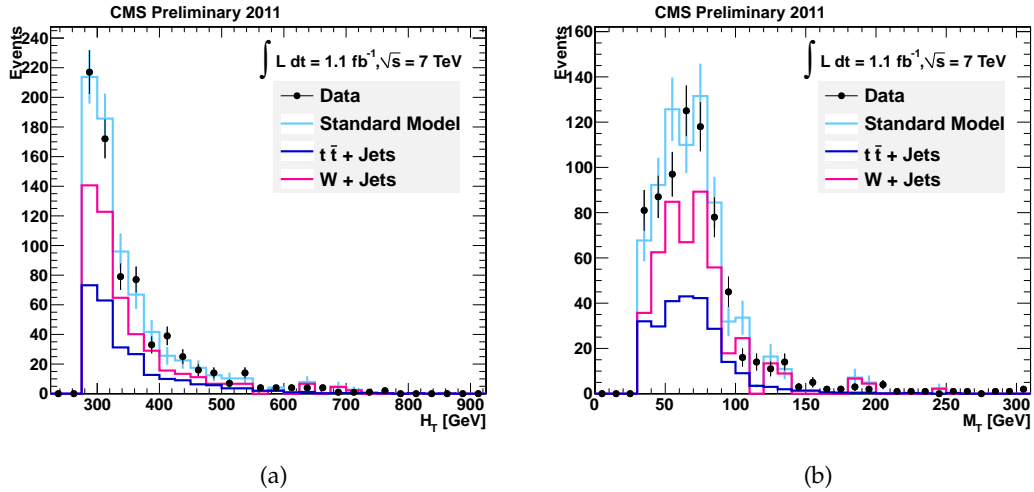 CMS Preliminary 2011
Events
240
220
200
180
160
140
120
100
80
60
40
20
0
∫ L dt = 1.1 fb⁻¹,√s = 7 TeV
Data
Standard Model
t t̄ + Jets
W + Jets
300 400 500 600 700 800 900
H_T [GeV]
(a)
CMS Preliminary 2011
Events
160
140
120
100
80
60
40
20
0
∫ L dt = 1.1 fb⁻¹,√s = 7 TeV
Data
Standard Model
t t̄ + Jets
W + Jets
0 50 100 150 200 250 300
M_T [GeV]
(b)